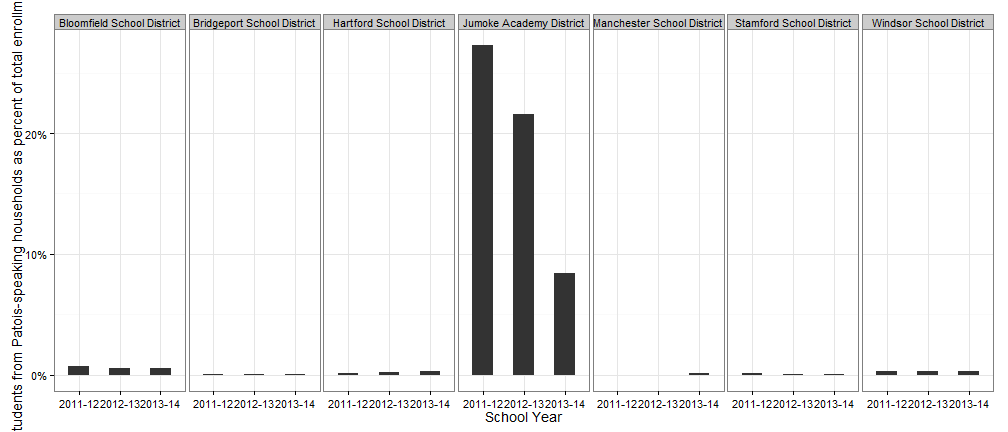 Bloomfield School District Bridgeport School District Hartford School District Jumoke Academy District Manchester School District Stamford School District Windsor School District
tudents from Patois-speaking households as percent of total enrollm
20%
10%
0%
2011-12 2012-13 2013-14 2011-12 2012-13 2013-14 2011-12 2012-13 2013-14 2011-12 2012-13 2013-14 2011-12 2012-13 2013-14 2011-12 2012-13 2013-14 2011-12 2012-13 2013-14
School Year